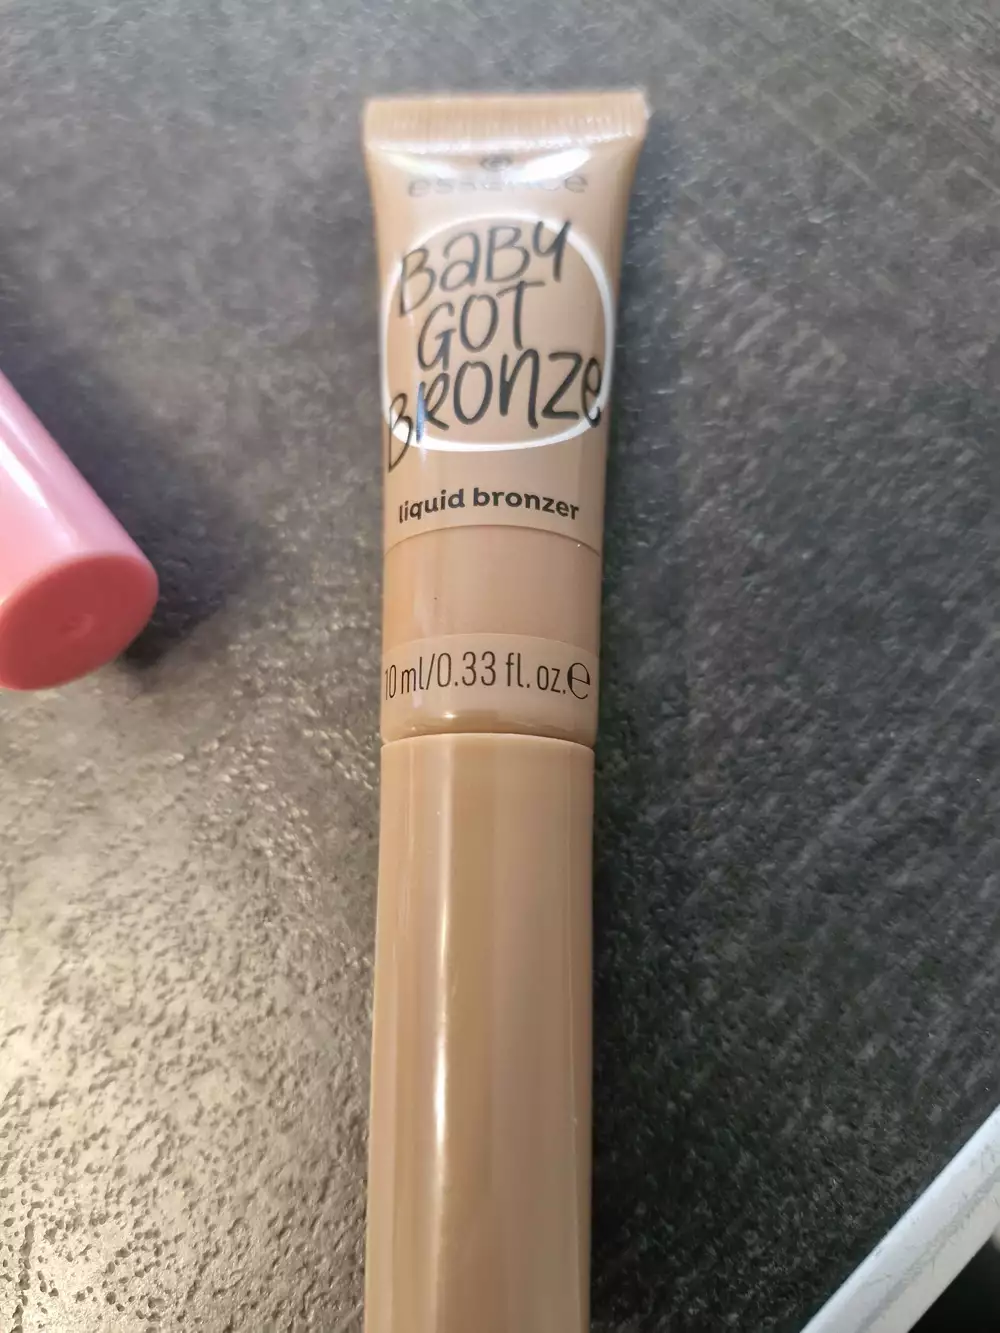 essence
BaBy
GOT
BRONZe
liquid bronzer
10 ml/0.33 fl. oz.℮